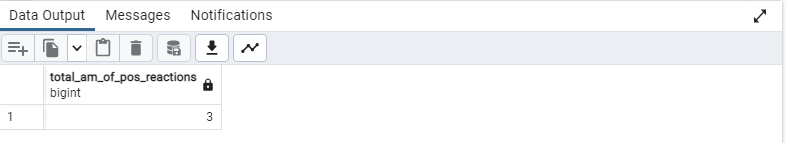 Data Output Messages Notifications
total_am_of_pos_reactions
bigint
1 3